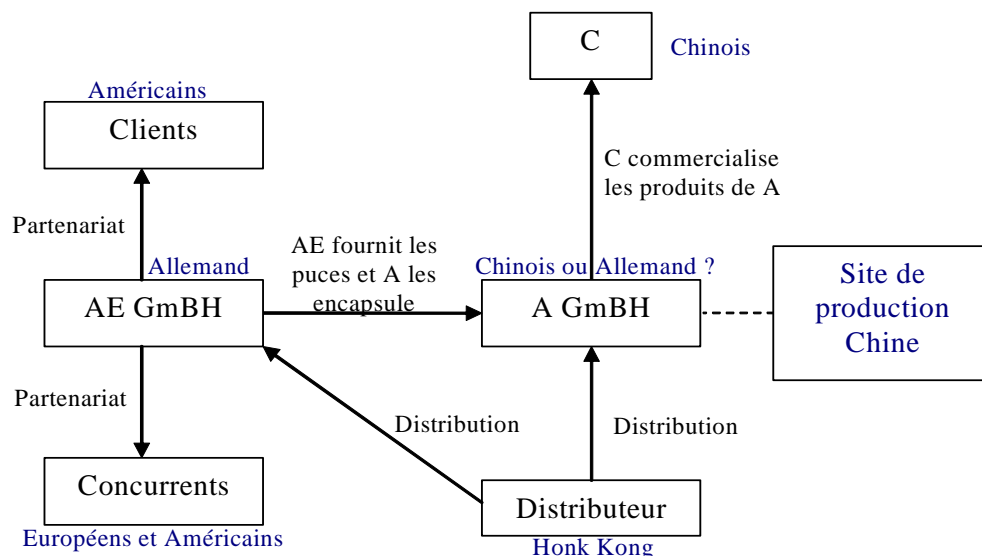 C
Chinois
Américains
Clients
C commercialise
les produits de A
Partenariat
AE fournit les
puces et A les
encapsule
Allemand
Chinois ou Allemand ?
AE GmBH
A GmBH
Site de
production
Chine
Partenariat
Distribution
Distribution
Concurrents
Européens et Américains
Distributeur
Honk Kong